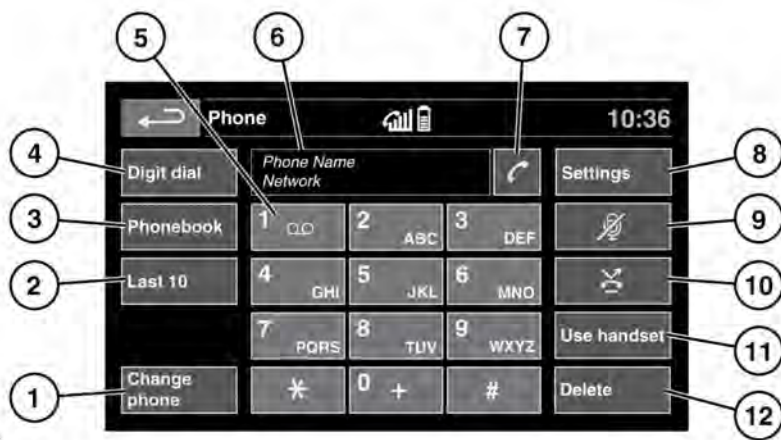 5
6
7
Phone
10:36
4
Digit dial
Phone Name
Network
Settings
8
3
Phonebook
1
2 ABC
3 DEF
9
2
Last 10
4 GHI
5 JKL
6 MNO
10
7 PQRS
8 TUV
9 WXYZ
Use handset
11
1
Change
phone
*
0 +
#
Delete
12